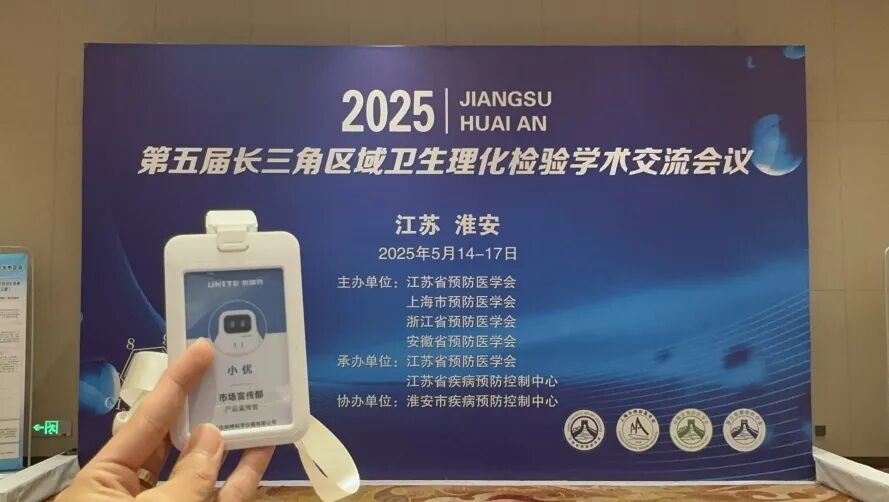 2025
JIANGSU
HUAI AN
第五届长三角区域卫生理化检验学术交流会议
江苏 淮安
2025年5月14-17日
主办单位：江苏省预防医学会
上海市预防医学会
浙江省预防医学会
安徽省预防医学会
承办单位：江苏省预防医学会
江苏省疾病预防控制中心
协办单位：淮安市疾病预防控制中心
UNITE
小优
市场宣传部
产品宣传官